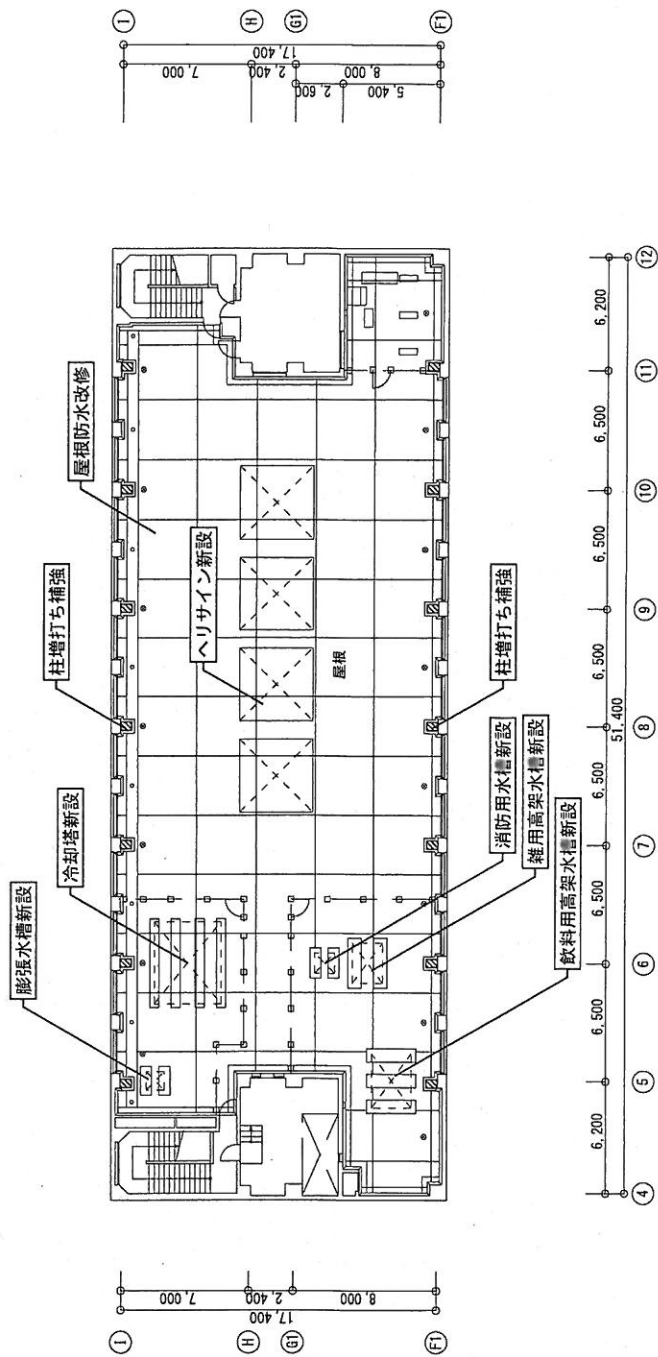 膨張水槽新設
冷却塔新設
柱増打ち補強
屋根防水改修
ヘリサイン新設
屋根
消防用水槽新設
雑用高架水槽新設
飲料用高架水槽新設
柱増打ち補強
I
H
G1
F1
7,000
2,400
8,000
17,400
I
H
G1
F1
7,000
2,400
8,000
17,400
2,600
5,400
6,200
6,500
6,500
6,500
6,500
6,500
6,500
6,200
51,400
4
5
6
7
8
9
10
11
12